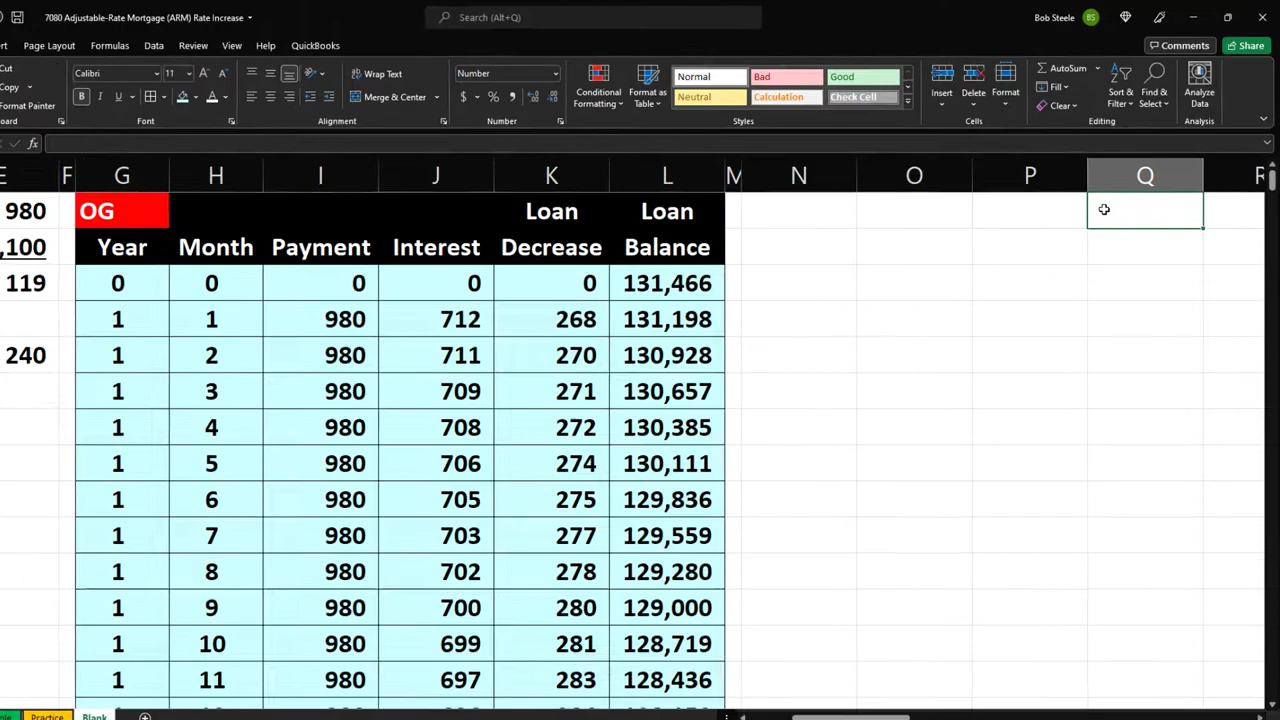 7080 Adjustable-Rate Mortgage (ARM) Rate Increase
Search (Alt+Q)
Bob Steele
BS
Page Layout Formulas Data Review View Help QuickBooks
Comments Share
Calibri 11
Number
Wrap Text
Merge & Center
Conditional Formatting
Format as Table
Normal Bad Good
Neutral Calculation Check Cell
Insert Delete Format
AutoSum
Fill
Clear
Sort & Filter
Find & Select
Analyze Data
Format Painter
Font Alignment Number Styles Cells Editing Analysis
fx
F G H I J K L M N O P Q
980 OG Loan Loan
,100 Year Month Payment Interest Decrease Balance
119 0 0 0 0 0 131,466
1 1 980 712 268 131,198
240 1 2 980 711 270 130,928
1 3 980 709 271 130,657
1 4 980 708 272 130,385
1 5 980 706 274 130,111
1 6 980 705 275 129,836
1 7 980 703 277 129,559
1 8 980 702 278 129,280
1 9 980 700 280 129,000
1 10 980 699 281 128,719
1 11 980 697 283 128,436
Practice Blank